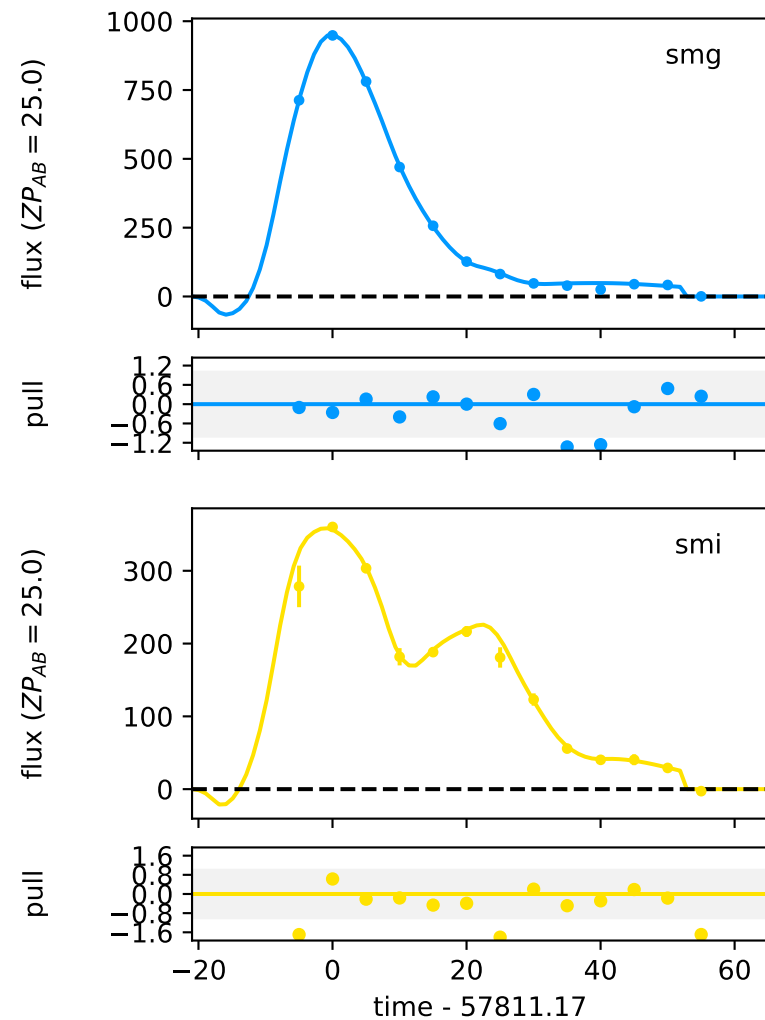 smg
flux (ZP_AB = 25.0)
1000
750
500
250
0
pull
1.2
0.6
0.0
−0.6
−1.2
smi
flux (ZP_AB = 25.0)
300
200
100
0
pull
1.6
0.8
0.0
−0.8
−1.6
−20 0 20 40 60
time - 57811.17